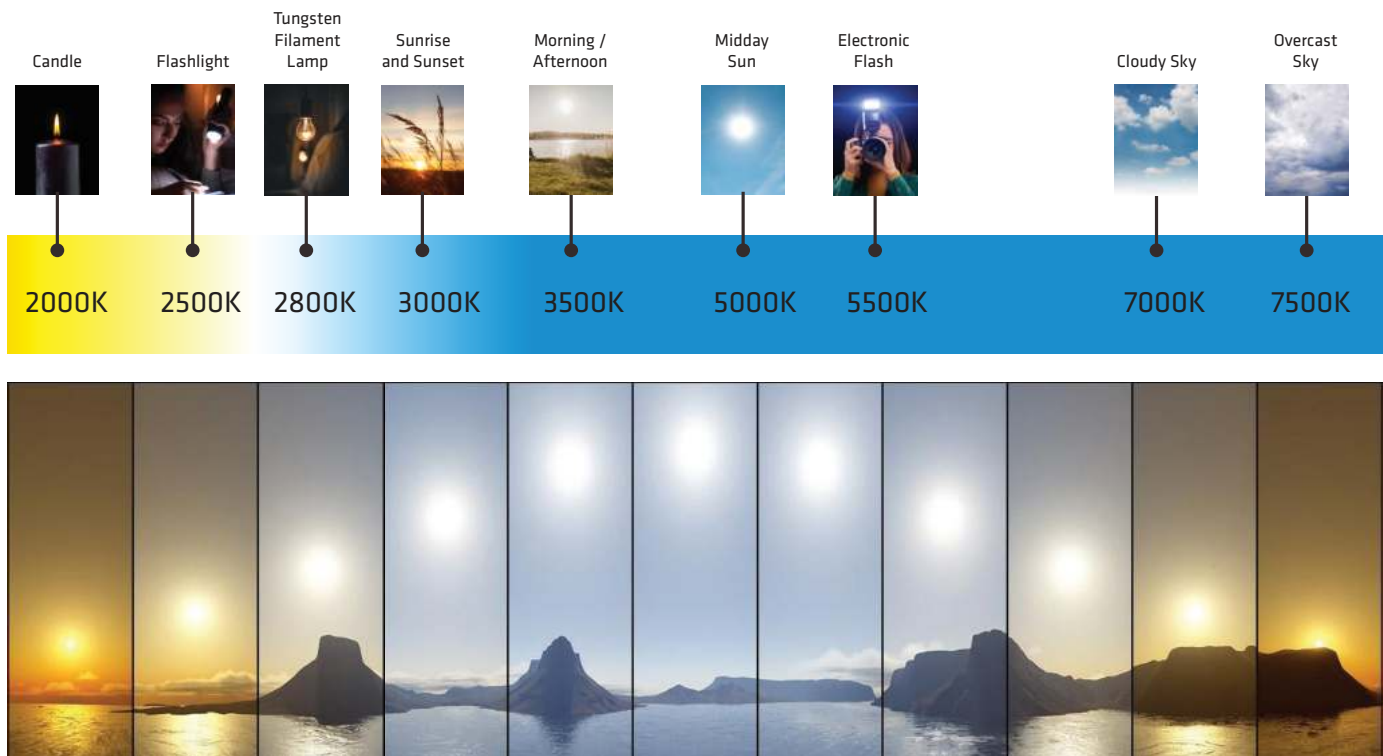 Candle
Flashlight
Tungsten
Filament
Lamp
Sunrise
and Sunset
Morning /
Afternoon
Midday
Sun
Electronic
Flash
Cloudy Sky
Overcast
Sky
2000K
2500K
2800K
3000K
3500K
5000K
5500K
7000K
7500K